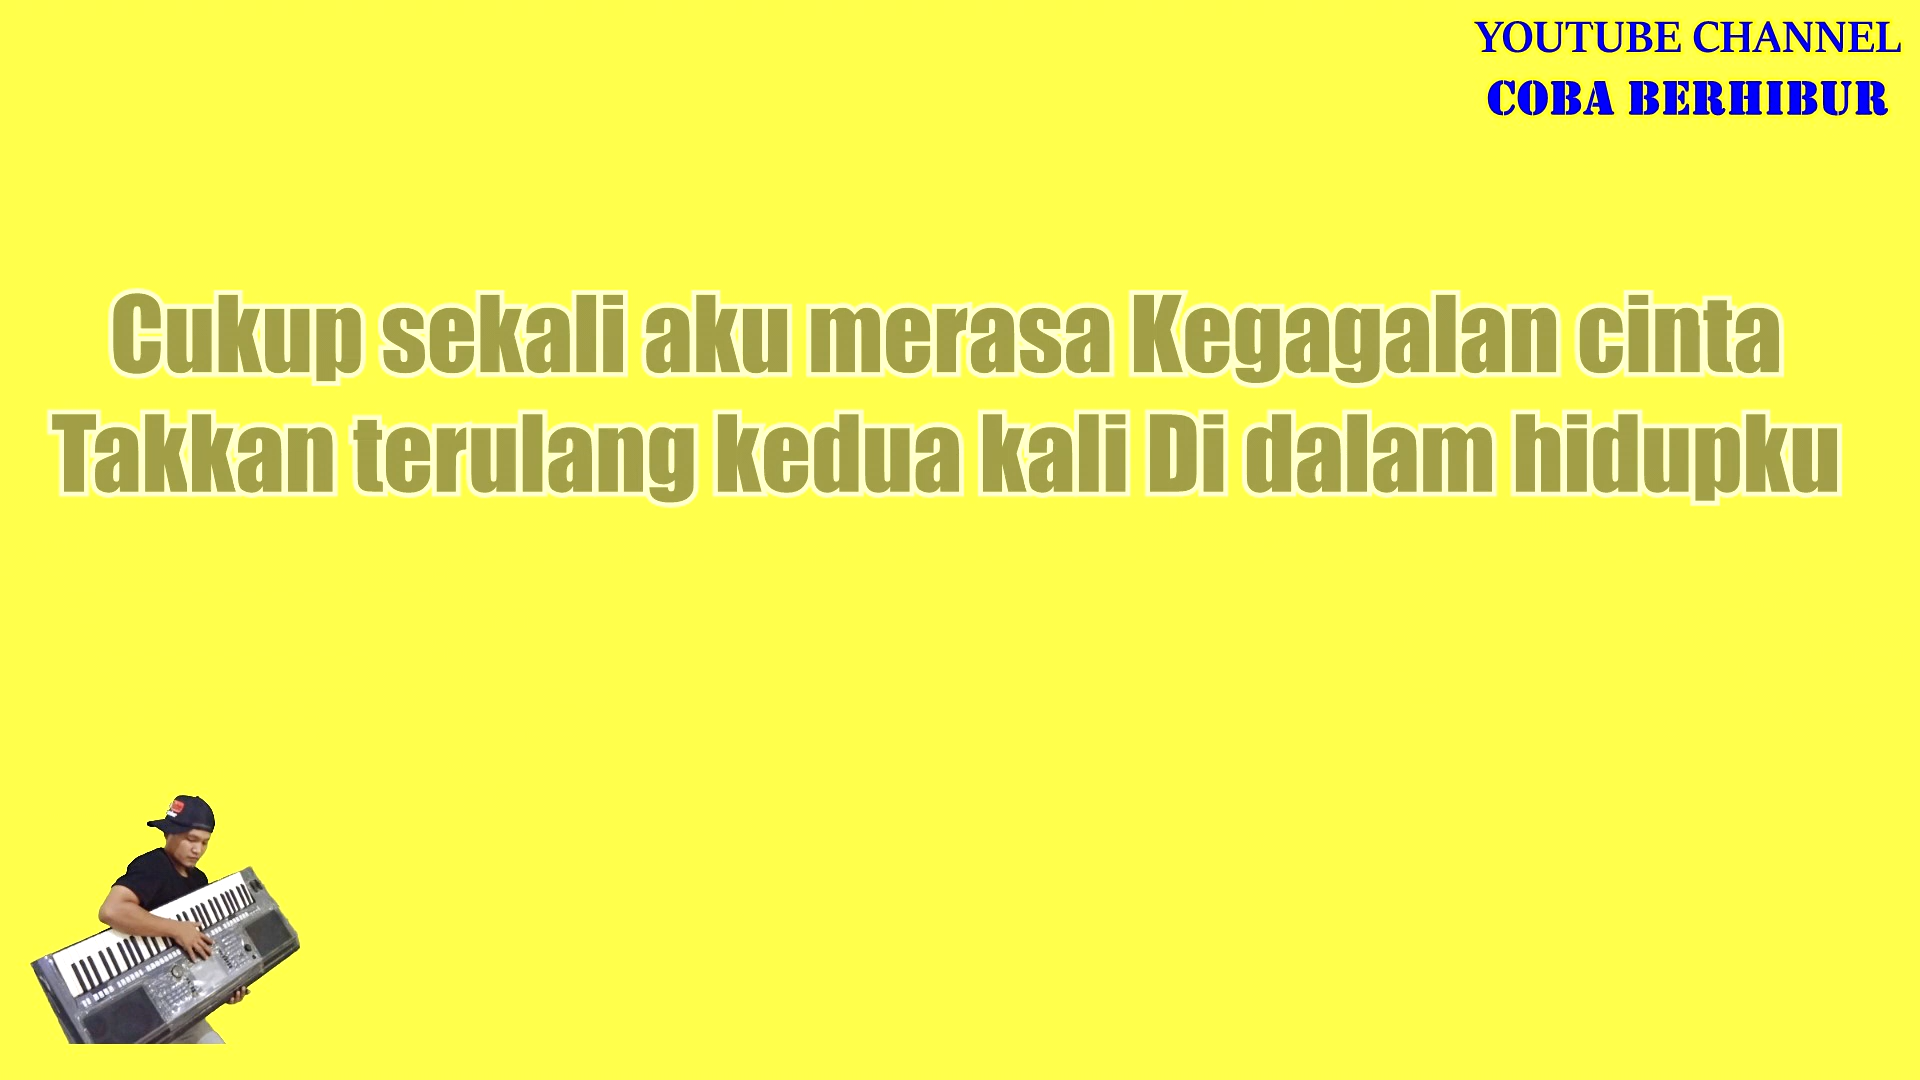 YOUTUBE CHANNEL
COBA BERHIBUR
Cukup sekali aku merasa Kegagalan cinta
Takkan terulang kedua kali Di dalam hidupku